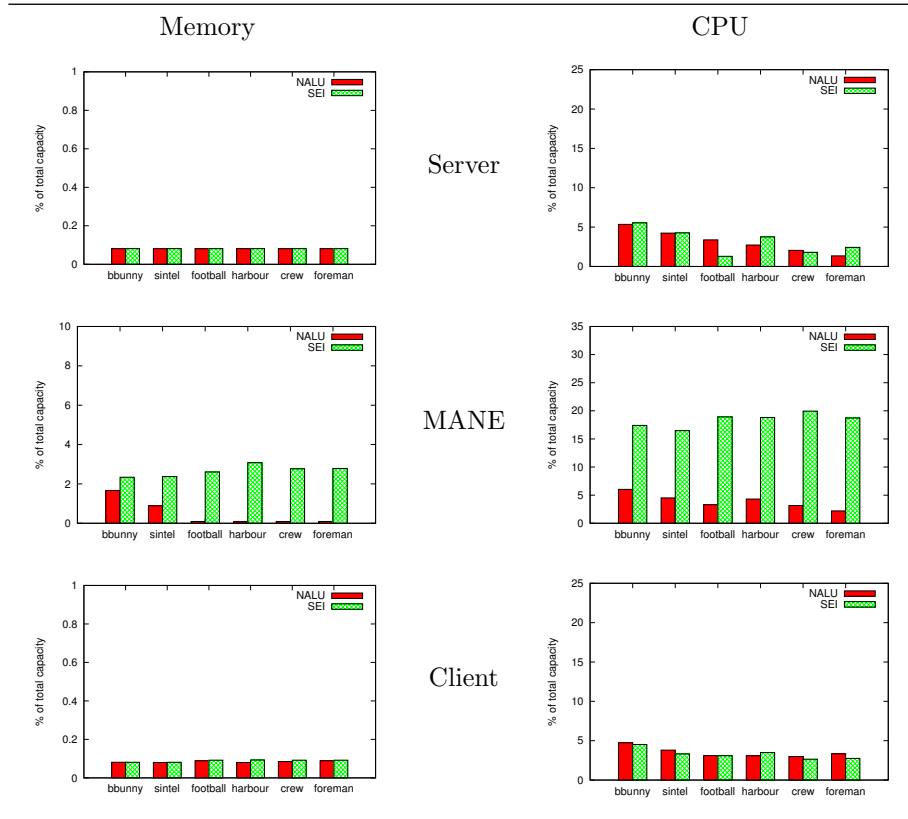 Memory
CPU
% of total capacity
1
0.8
0.6
0.4
0.2
0
NALU
SEI
bbunny sintel football harbour crew foreman
Server
% of total capacity
25
20
15
10
5
0
NALU
SEI
bbunny sintel football harbour crew foreman
% of total capacity
10
8
6
4
2
0
NALU
SEI
bbunny sintel football harbour crew foreman
MANE
% of total capacity
35
30
25
20
15
10
5
0
NALU
SEI
bbunny sintel football harbour crew foreman
% of total capacity
1
0.8
0.6
0.4
0.2
0
NALU
SEI
bbunny sintel football harbour crew foreman
Client
% of total capacity
25
20
15
10
5
0
NALU
SEI
bbunny sintel football harbour crew foreman